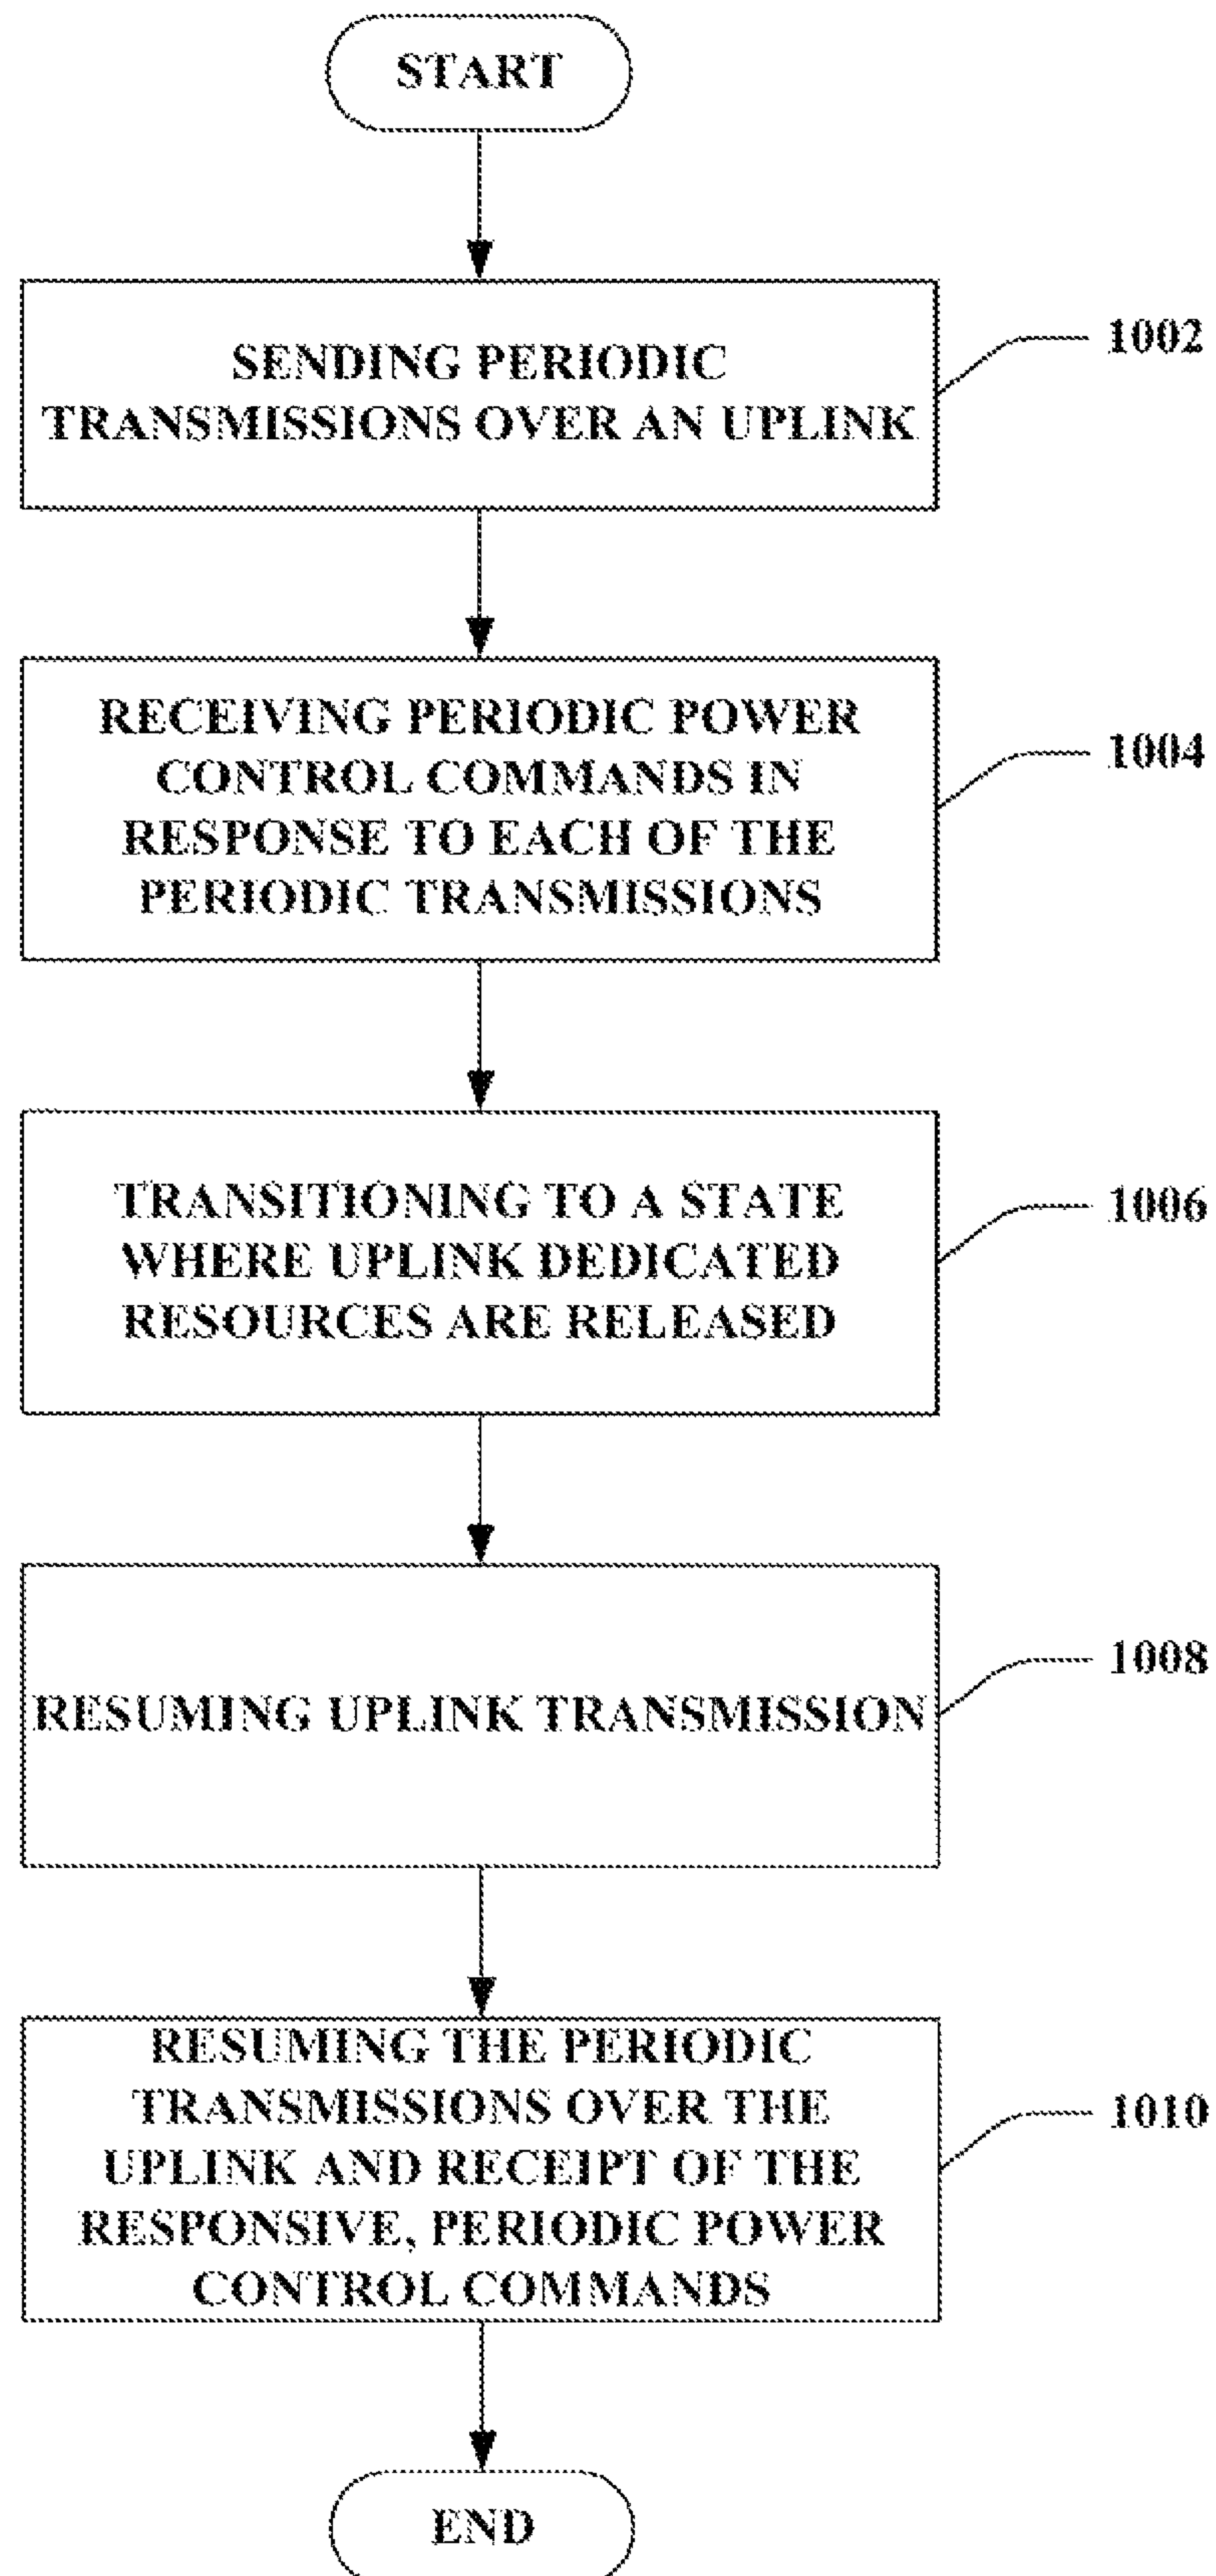 START
SENDING PERIODIC
TRANSMISSIONS OVER AN UPLINK
1002
RECEIVING PERIODIC POWER
CONTROL COMMANDS IN
RESPONSE TO EACH OF THE
PERIODIC TRANSMISSIONS
1004
TRANSITIONING TO A STATE
WHERE UPLINK DEDICATED
RESOURCES ARE RELEASED
1006
RESUMING UPLINK TRANSMISSION
1008
RESUMING THE PERIODIC
TRANSMISSIONS OVER THE
UPLINK AND RECEIPT OF THE
RESPONSIVE, PERIODIC POWER
CONTROL COMMANDS
1010
END